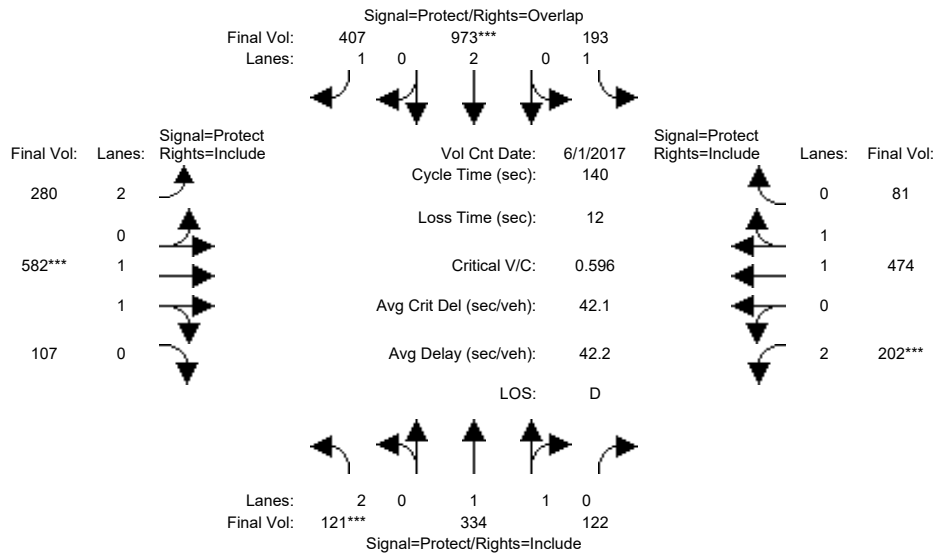 Signal=Protect/Rights=Overlap
Final Vol: 407 973*** 193
Lanes: 1 0 2 0 1
Signal=Protect Signal=Protect
Final Vol: Lanes: Rights=Include Vol Cnt Date: 6/1/2017 Rights=Include Lanes: Final Vol:
Cycle Time (sec): 140
280 2 0 81
Loss Time (sec): 12
0 1
582*** 1 Critical V/C: 0.596 1 474
1 Avg Crit Del (sec/veh): 42.1 0
107 0 Avg Delay (sec/veh): 42.2 2 202***
LOS: D
Lanes: 2 0 1 1 0
Final Vol: 121*** 334 122
Signal=Protect/Rights=Include